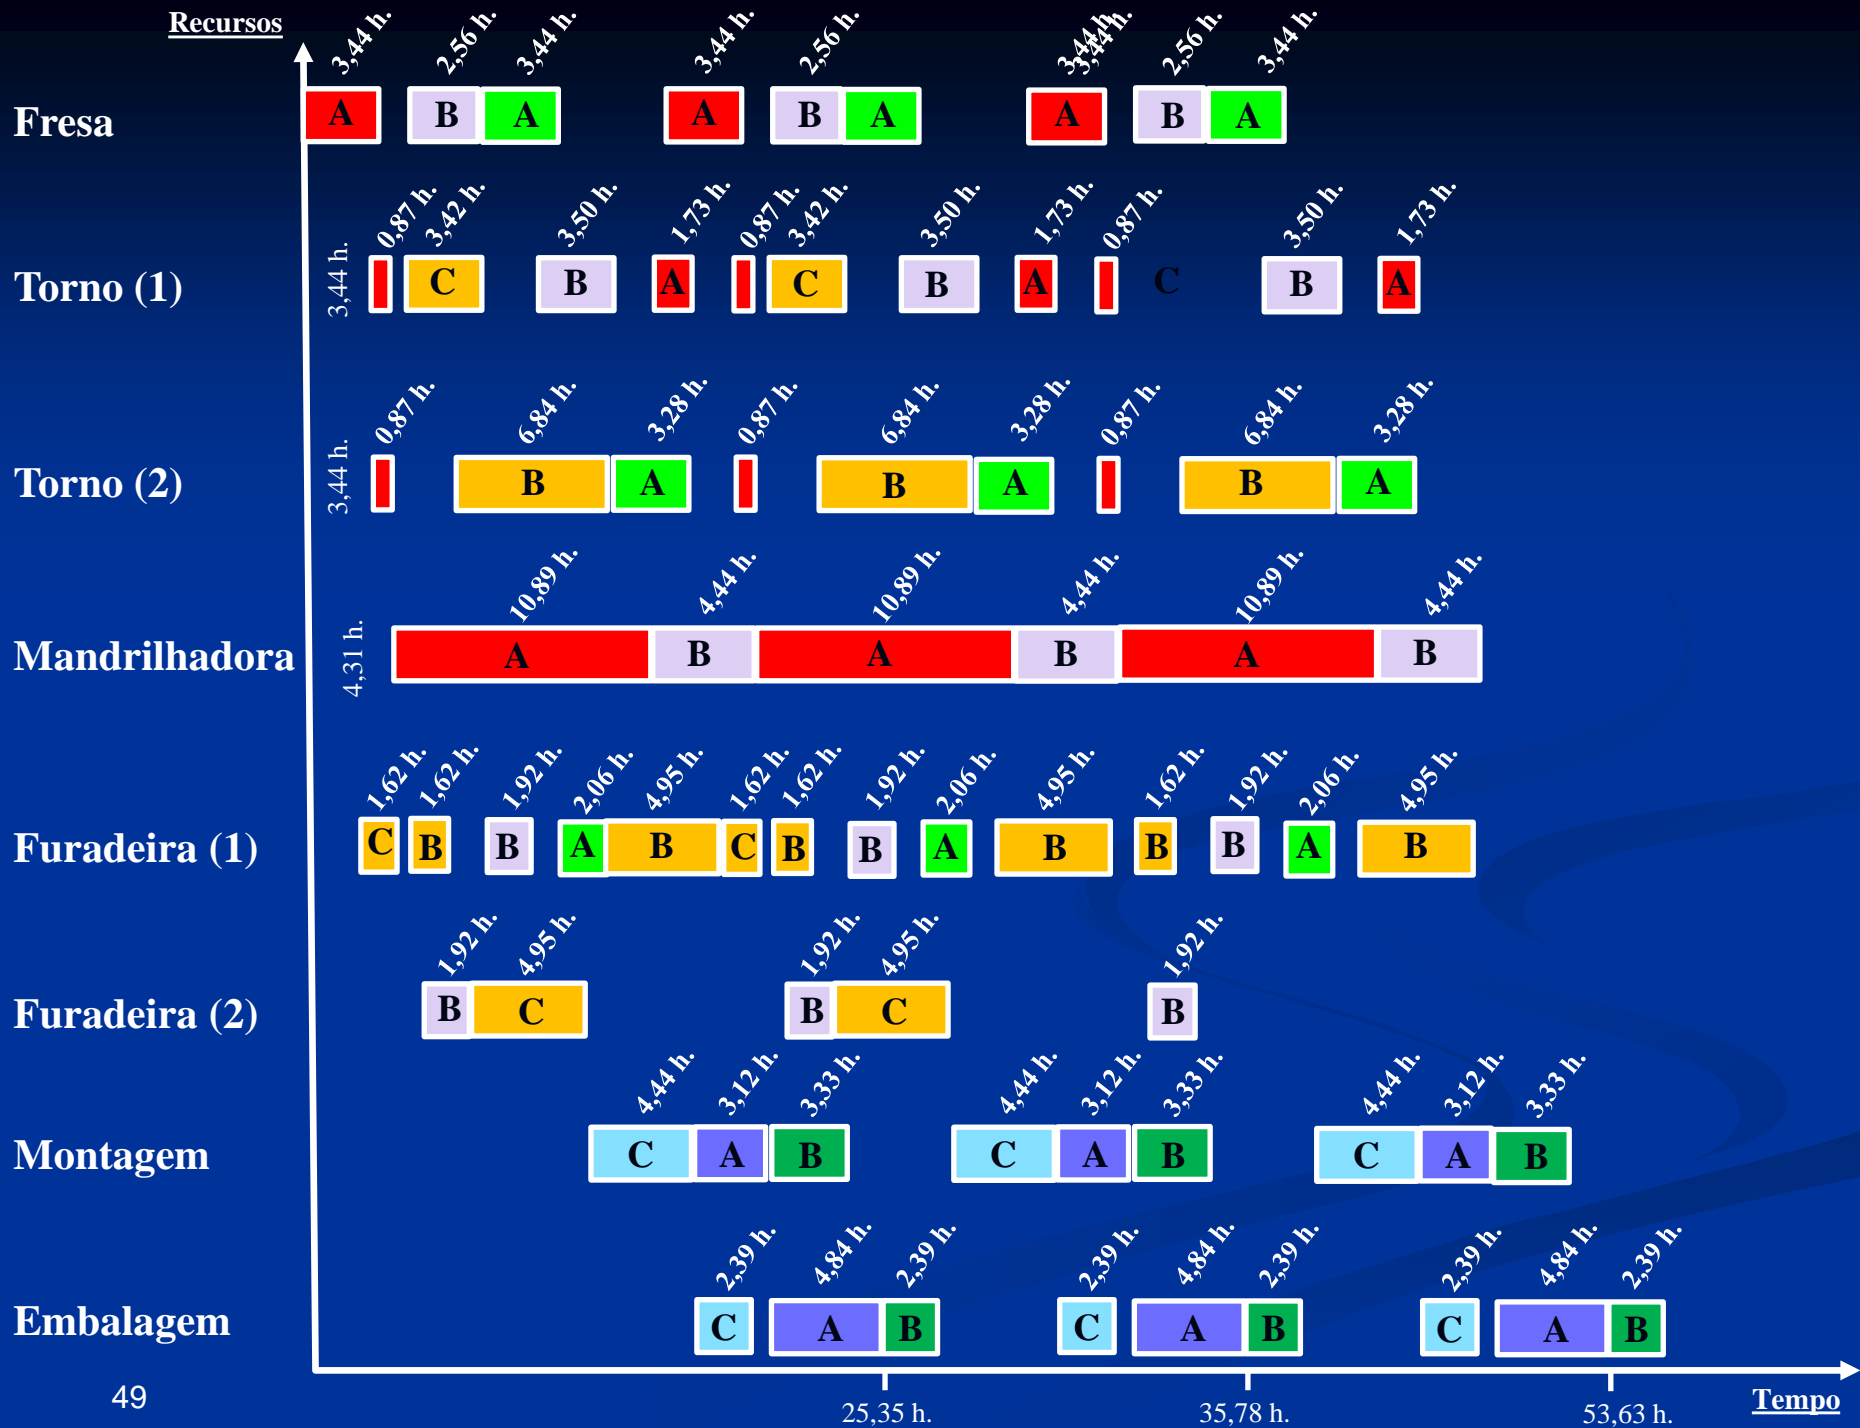 Recursos
3,44 h. 2,56 h. 3,44 h. 3,44 h. 2,56 h. 3,44 h. 3,44 h. 3,44 h. 2,56 h. 3,44 h.
Fresa A B A A B A A B A
0,87 h. 3,42 h. 3,50 h. 1,73 h. 0,87 h. 3,42 h. 3,50 h. 1,73 h. 0,87 h. 3,50 h. 1,73 h.
Torno (1) 3,44 h. C B A C B A C B A
0,87 h. 6,84 h. 3,28 h. 0,87 h. 6,84 h. 3,28 h. 0,87 h. 6,84 h. 3,28 h.
Torno (2) 3,44 h. B A B A B A
10,89 h. 4,44 h. 10,89 h. 4,44 h. 10,89 h. 4,44 h.
Mandrilhadora 4,31 h. A B A B A B
1,62 h. 1,62 h. 1,92 h. 2,06 h. 4,95 h. 1,62 h. 1,62 h. 1,92 h. 2,06 h. 4,95 h. 1,62 h. 1,92 h. 2,06 h. 4,95 h.
Furadeira (1) C B B A B C B B A B B B A B
1,92 h. 4,95 h. 1,92 h. 4,95 h. 1,92 h.
Furadeira (2) B C B C B
4,44 h. 3,12 h. 3,33 h. 4,44 h. 3,12 h. 3,33 h. 4,44 h. 3,12 h. 3,33 h.
Montagem C A B C A B C A B
2,39 h. 4,84 h. 2,39 h. 2,39 h. 4,84 h. 2,39 h. 2,39 h. 4,84 h. 2,39 h.
Embalagem C A B C A B C A B
49 25,35 h. 35,78 h. 53,63 h. Tempo